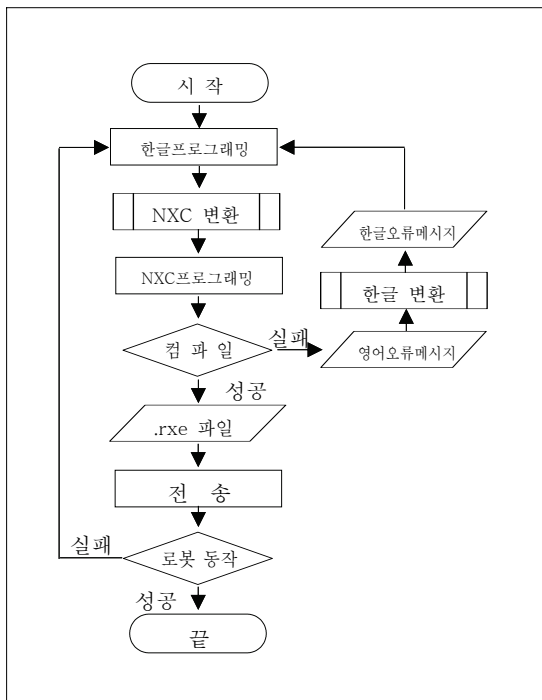 시 작
한글프로그래밍
NXC 변환
한글오류메시지
NXC프로그래밍
한글 변환
컴 파 일
실패
영어오류메시지
성공
.rxe 파일
전 송
실패
로봇 동작
성공
끝